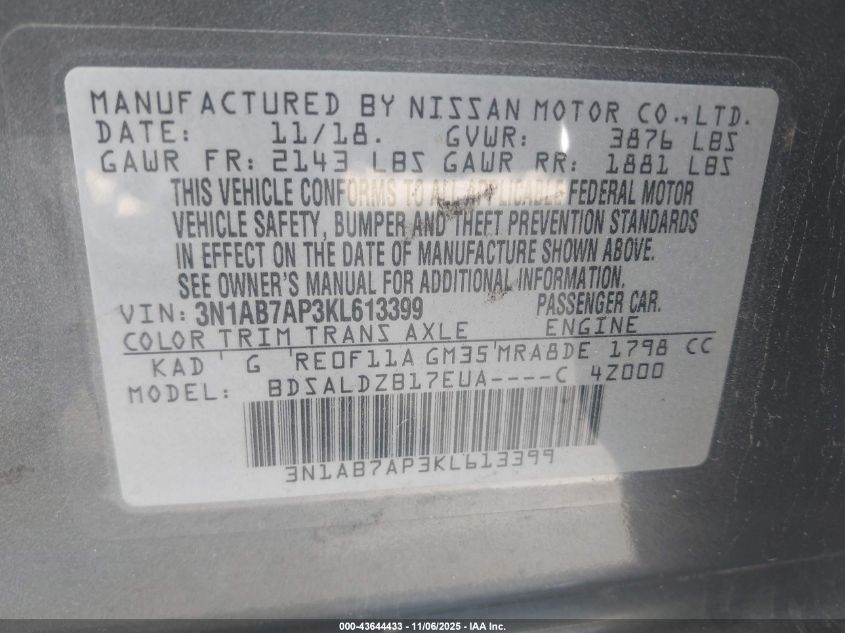 MANUFACTURED BY NISSAN MOTOR CO.,LTD.
DATE: 11/18. GVWR: 3876 LBS
GAWR FR: 2143 LBS GAWR RR: 1881 LBS
THIS VEHICLE CONFORMS TO ALL APPLICABLE FEDERAL MOTOR
VEHICLE SAFETY, BUMPER AND THEFT PREVENTION STANDARDS
IN EFFECT ON THE DATE OF MANUFACTURE SHOWN ABOVE.
SEE OWNER'S MANUAL FOR ADDITIONAL INFORMATION.
VIN: 3N1AB7AP3KL613399 PASSENGER CAR.
COLOR TRIM TRANS AXLE ENGINE
KAD G RE0F11A GM35 MRA8DE 1798 CC
MODEL: BDSALDZB17EUA----C 4Z000
3N1AB7AP3KL613399
000-43644433 - 11/06/2025 - IAA Inc.